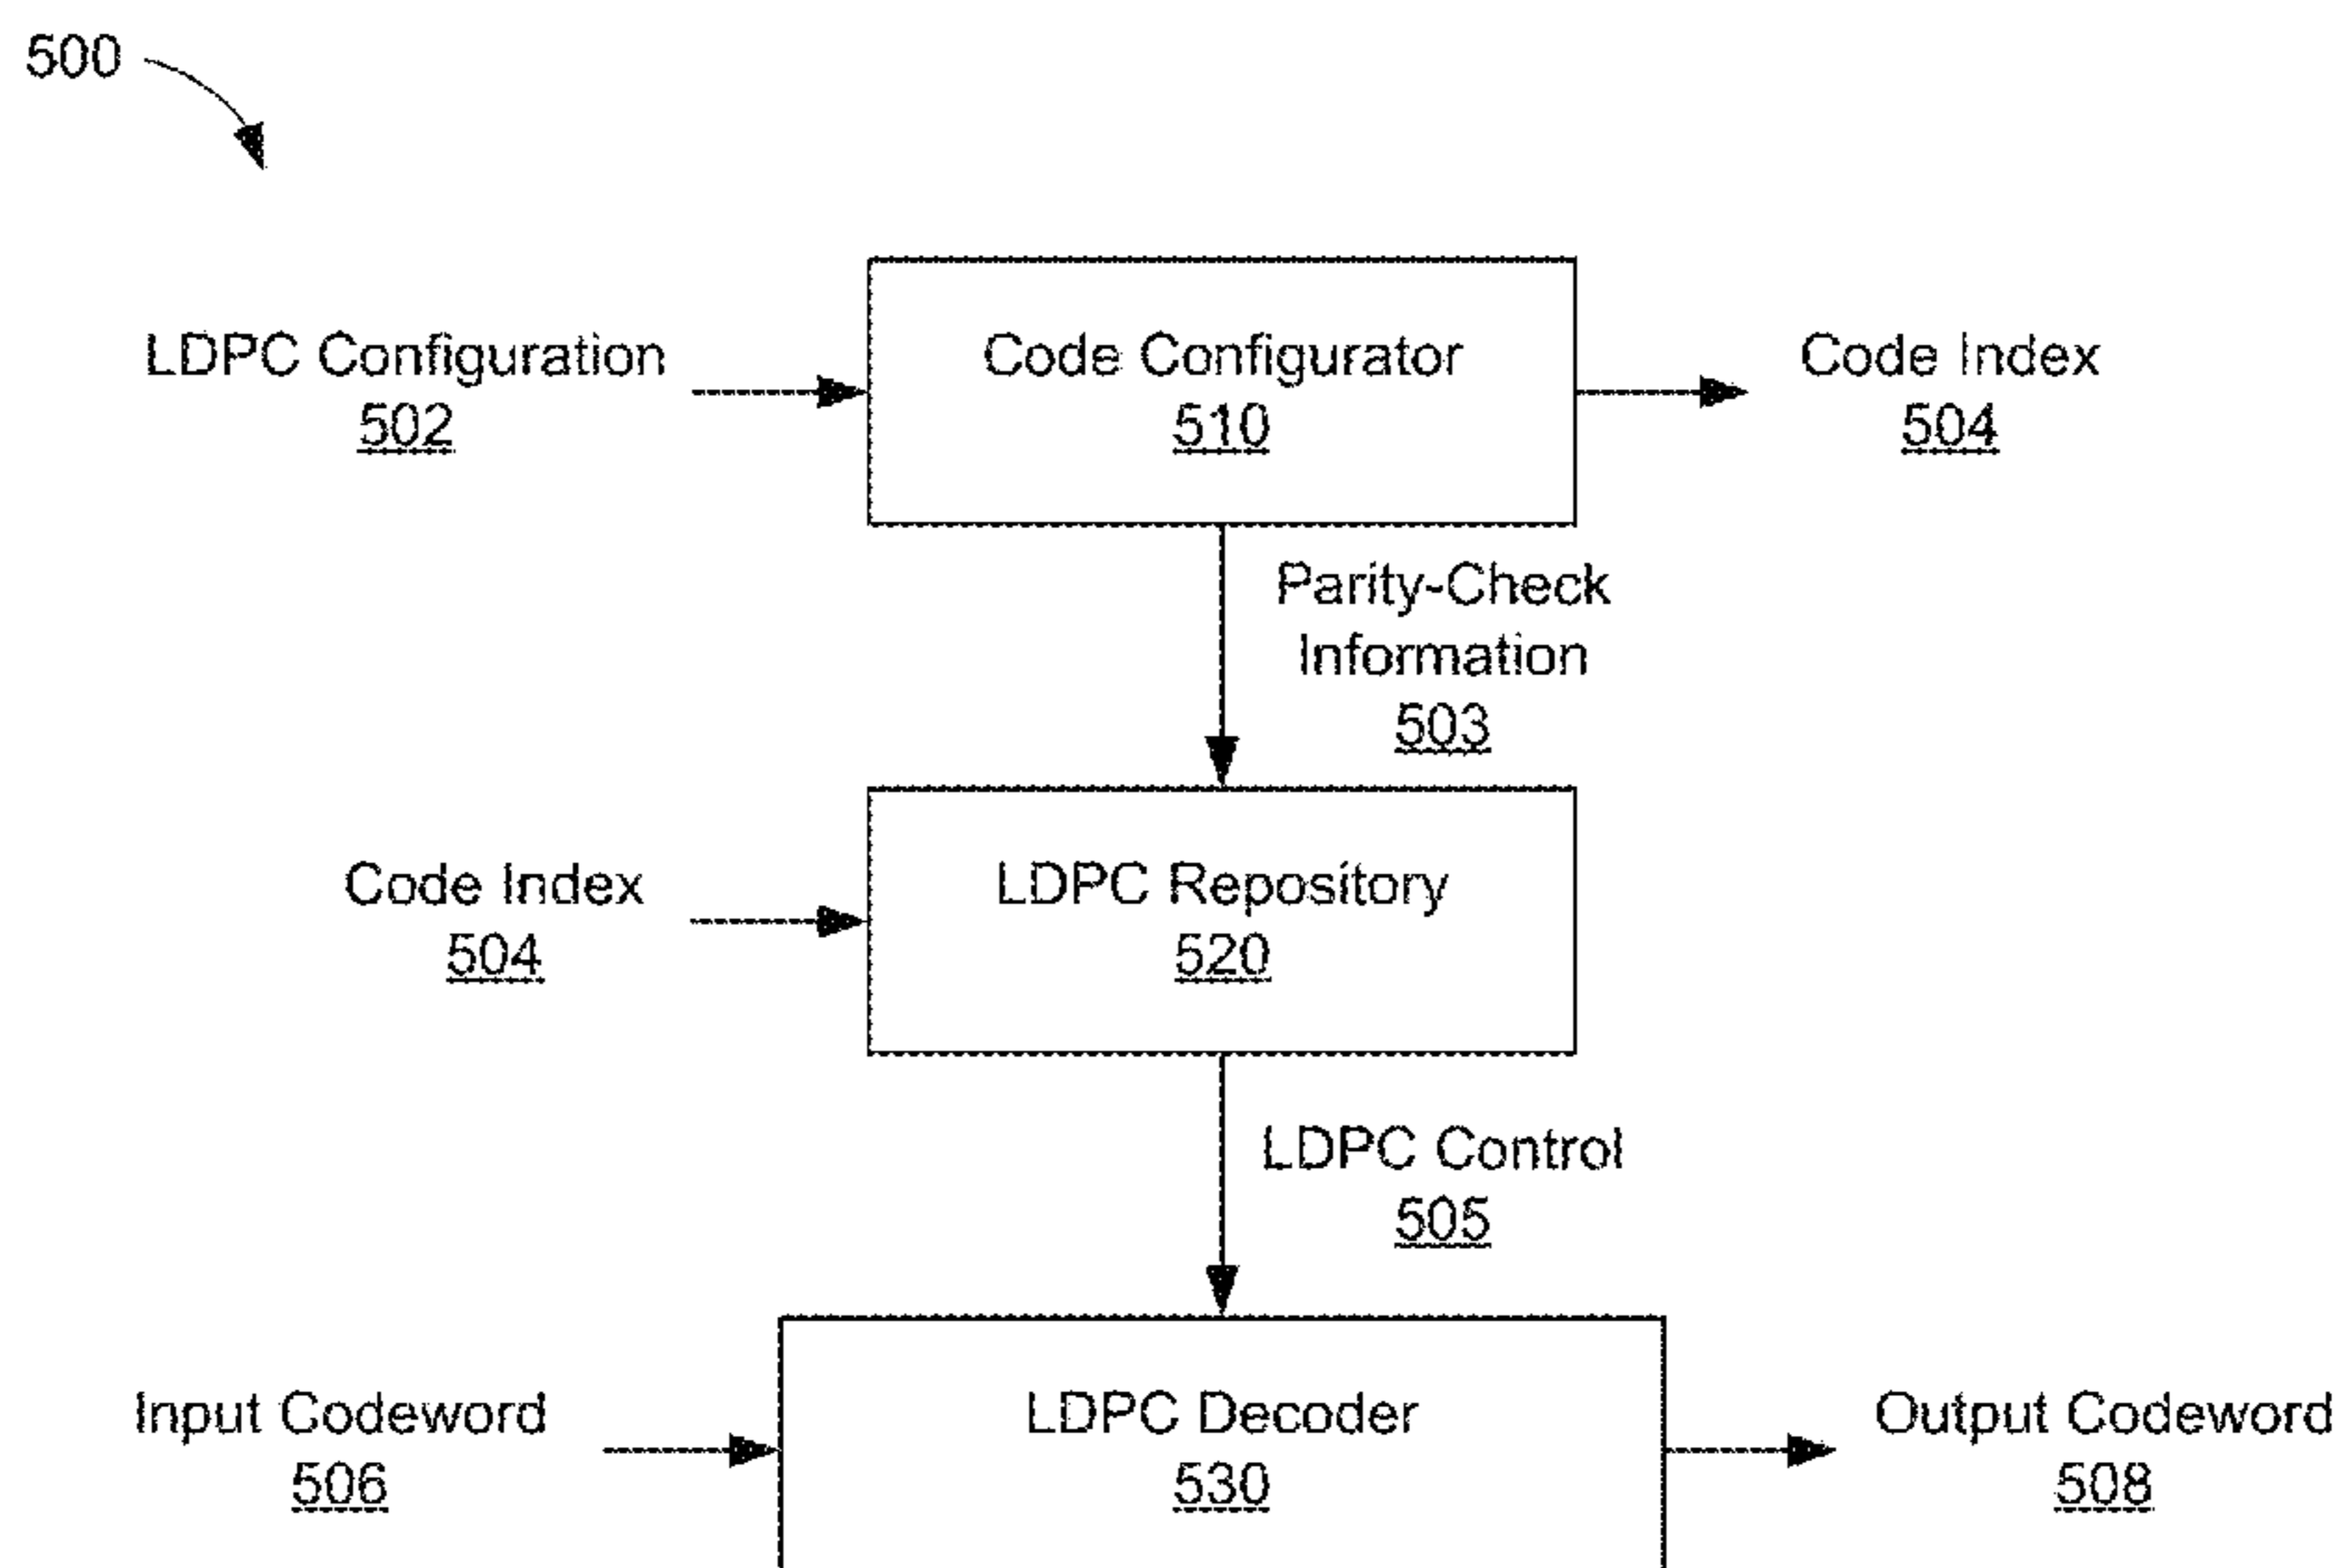 500
LDPC Configuration
502
Code Configurator
510
Code Index
504
Parity-Check
Information
503
Code Index
504
LDPC Repository
520
LDPC Control
505
Input Codeword
506
LDPC Decoder
530
Output Codeword
508